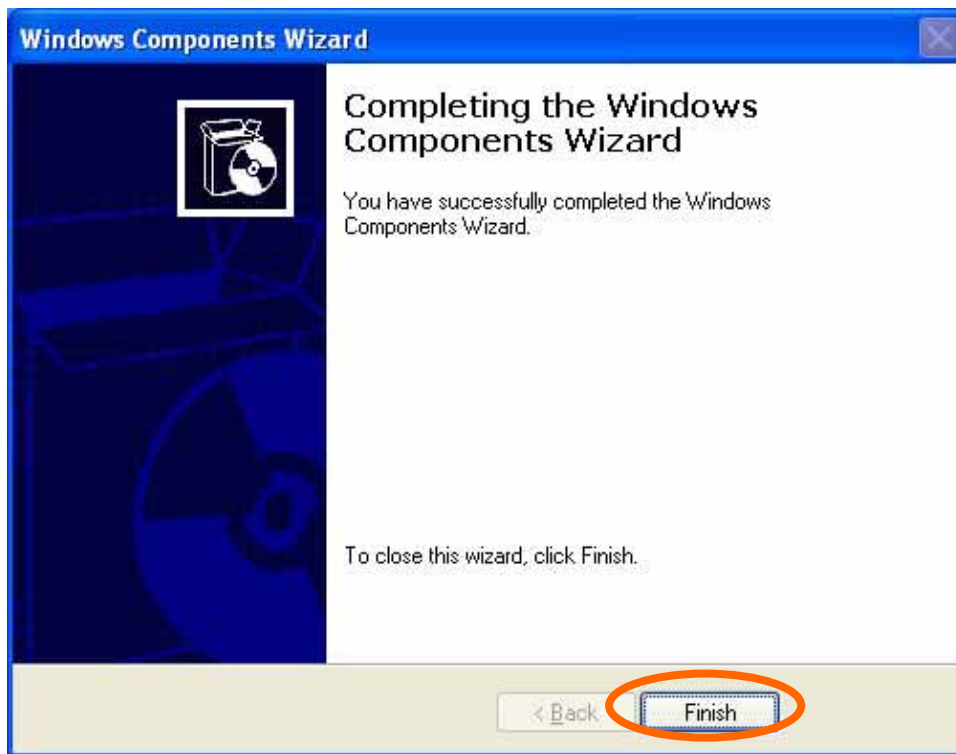 Windows Components Wizard
Completing the Windows
Components Wizard
You have successfully completed the Windows
Components Wizard.
To close this wizard, click Finish.
< Back
Finish